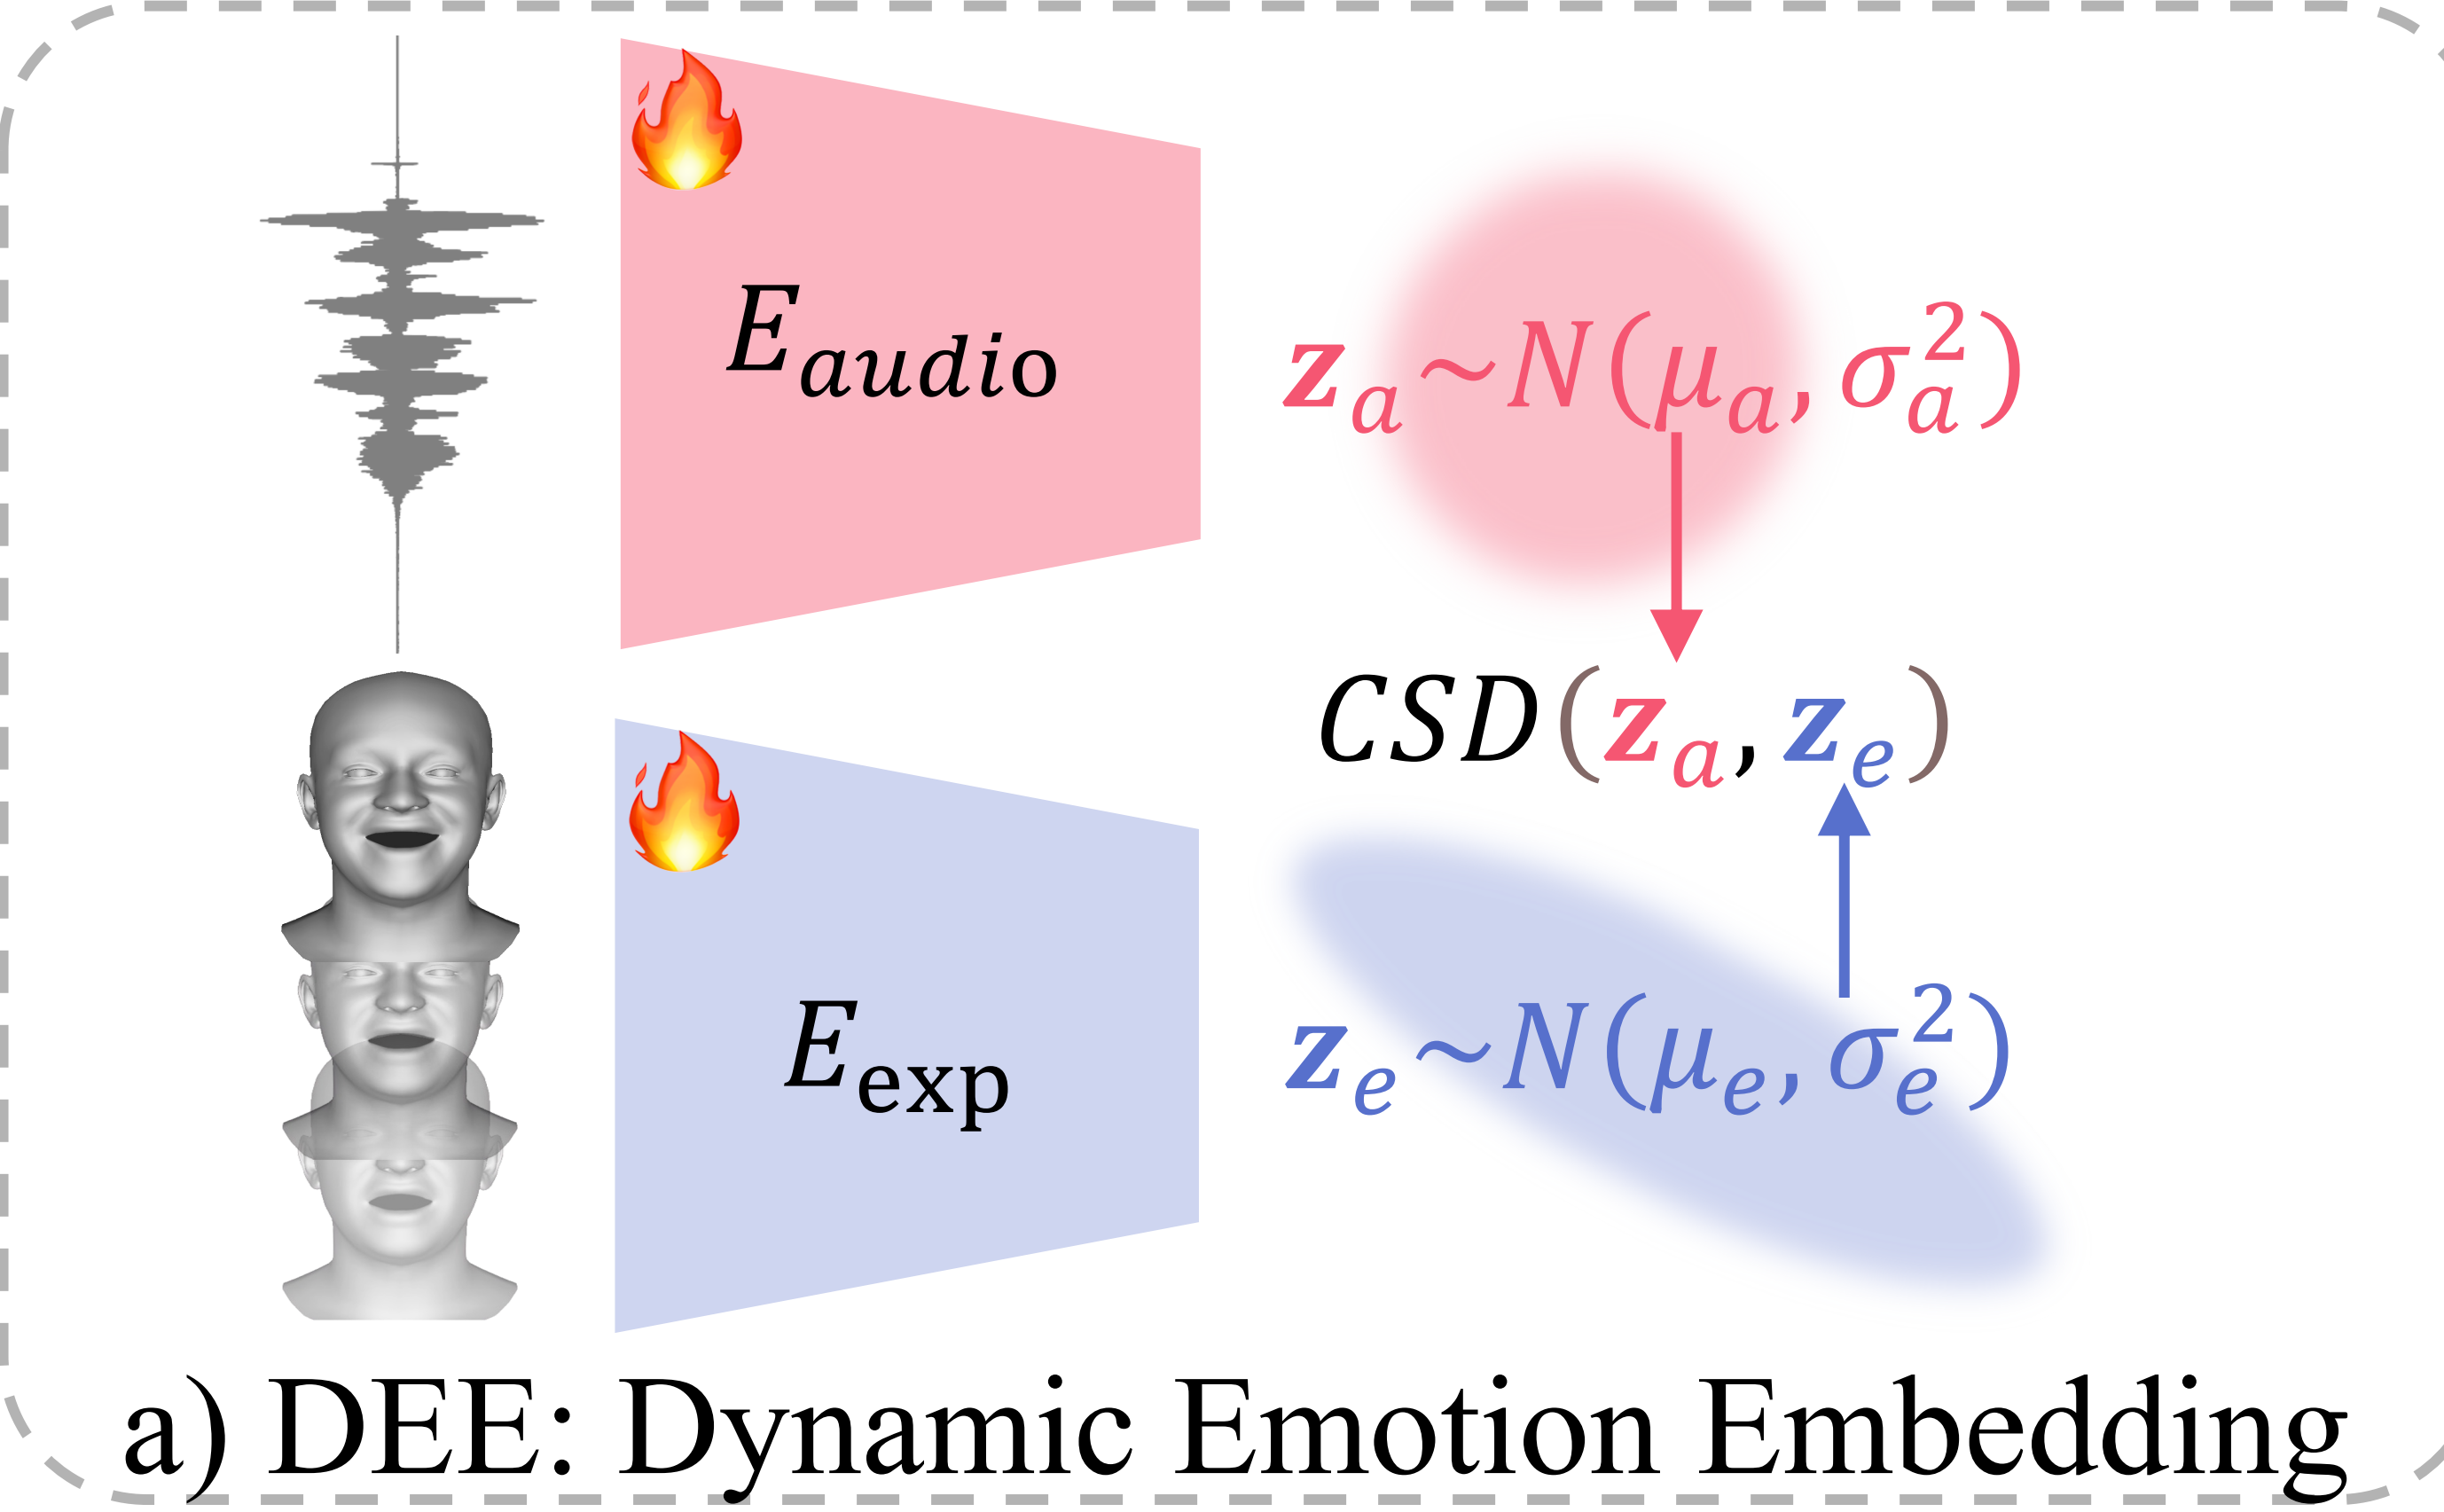 E_audio
z_a ~ N(μ_a, σ_a^2)
CSD(z_a, z_e)
E_exp
z_e ~ N(μ_e, σ_e^2)
a) DEE: Dynamic Emotion Embedding